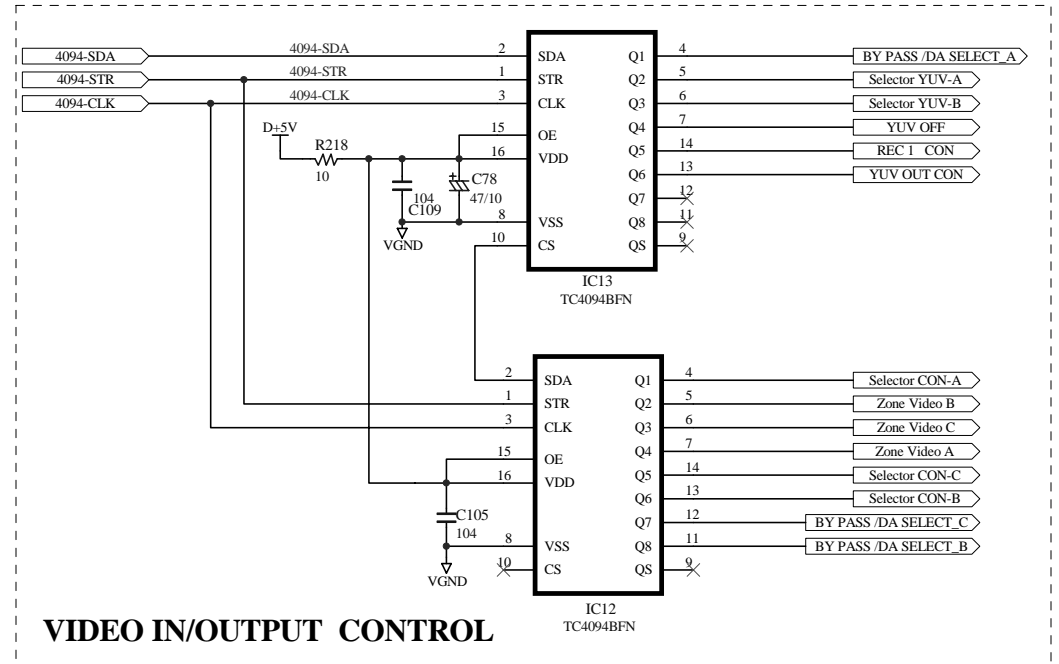 4094-SDA 4094-SDA 2 SDA Q1 4 BY PASS /DA SELECT_A
4094-STR 4094-STR 1 STR Q2 5 Selector YUV-A
4094-CLK 4094-CLK 3 CLK Q3 6 Selector YUV-B
D+5V 15 OE Q4 7 YUV OFF
R218 16 VDD Q5 14 REC 1 CON
10 Q6 13 YUV OUT CON
C78 Q7 12
104 47/10
C109 8 VSS Q8 11
VGND 10 CS QS 9
IC13
TC4094BFN
2 SDA Q1 4 Selector CON-A
1 STR Q2 5 Zone Video B
3 CLK Q3 6 Zone Video C
15 OE Q4 7 Zone Video A
16 VDD Q5 14 Selector CON-C
Q6 13 Selector CON-B
C105 Q7 12 BY PASS /DA SELECT_C
104
8 VSS Q8 11 BY PASS /DA SELECT_B
VGND 10 CS QS 9
IC12
TC4094BFN
VIDEO IN/OUTPUT CONTROL